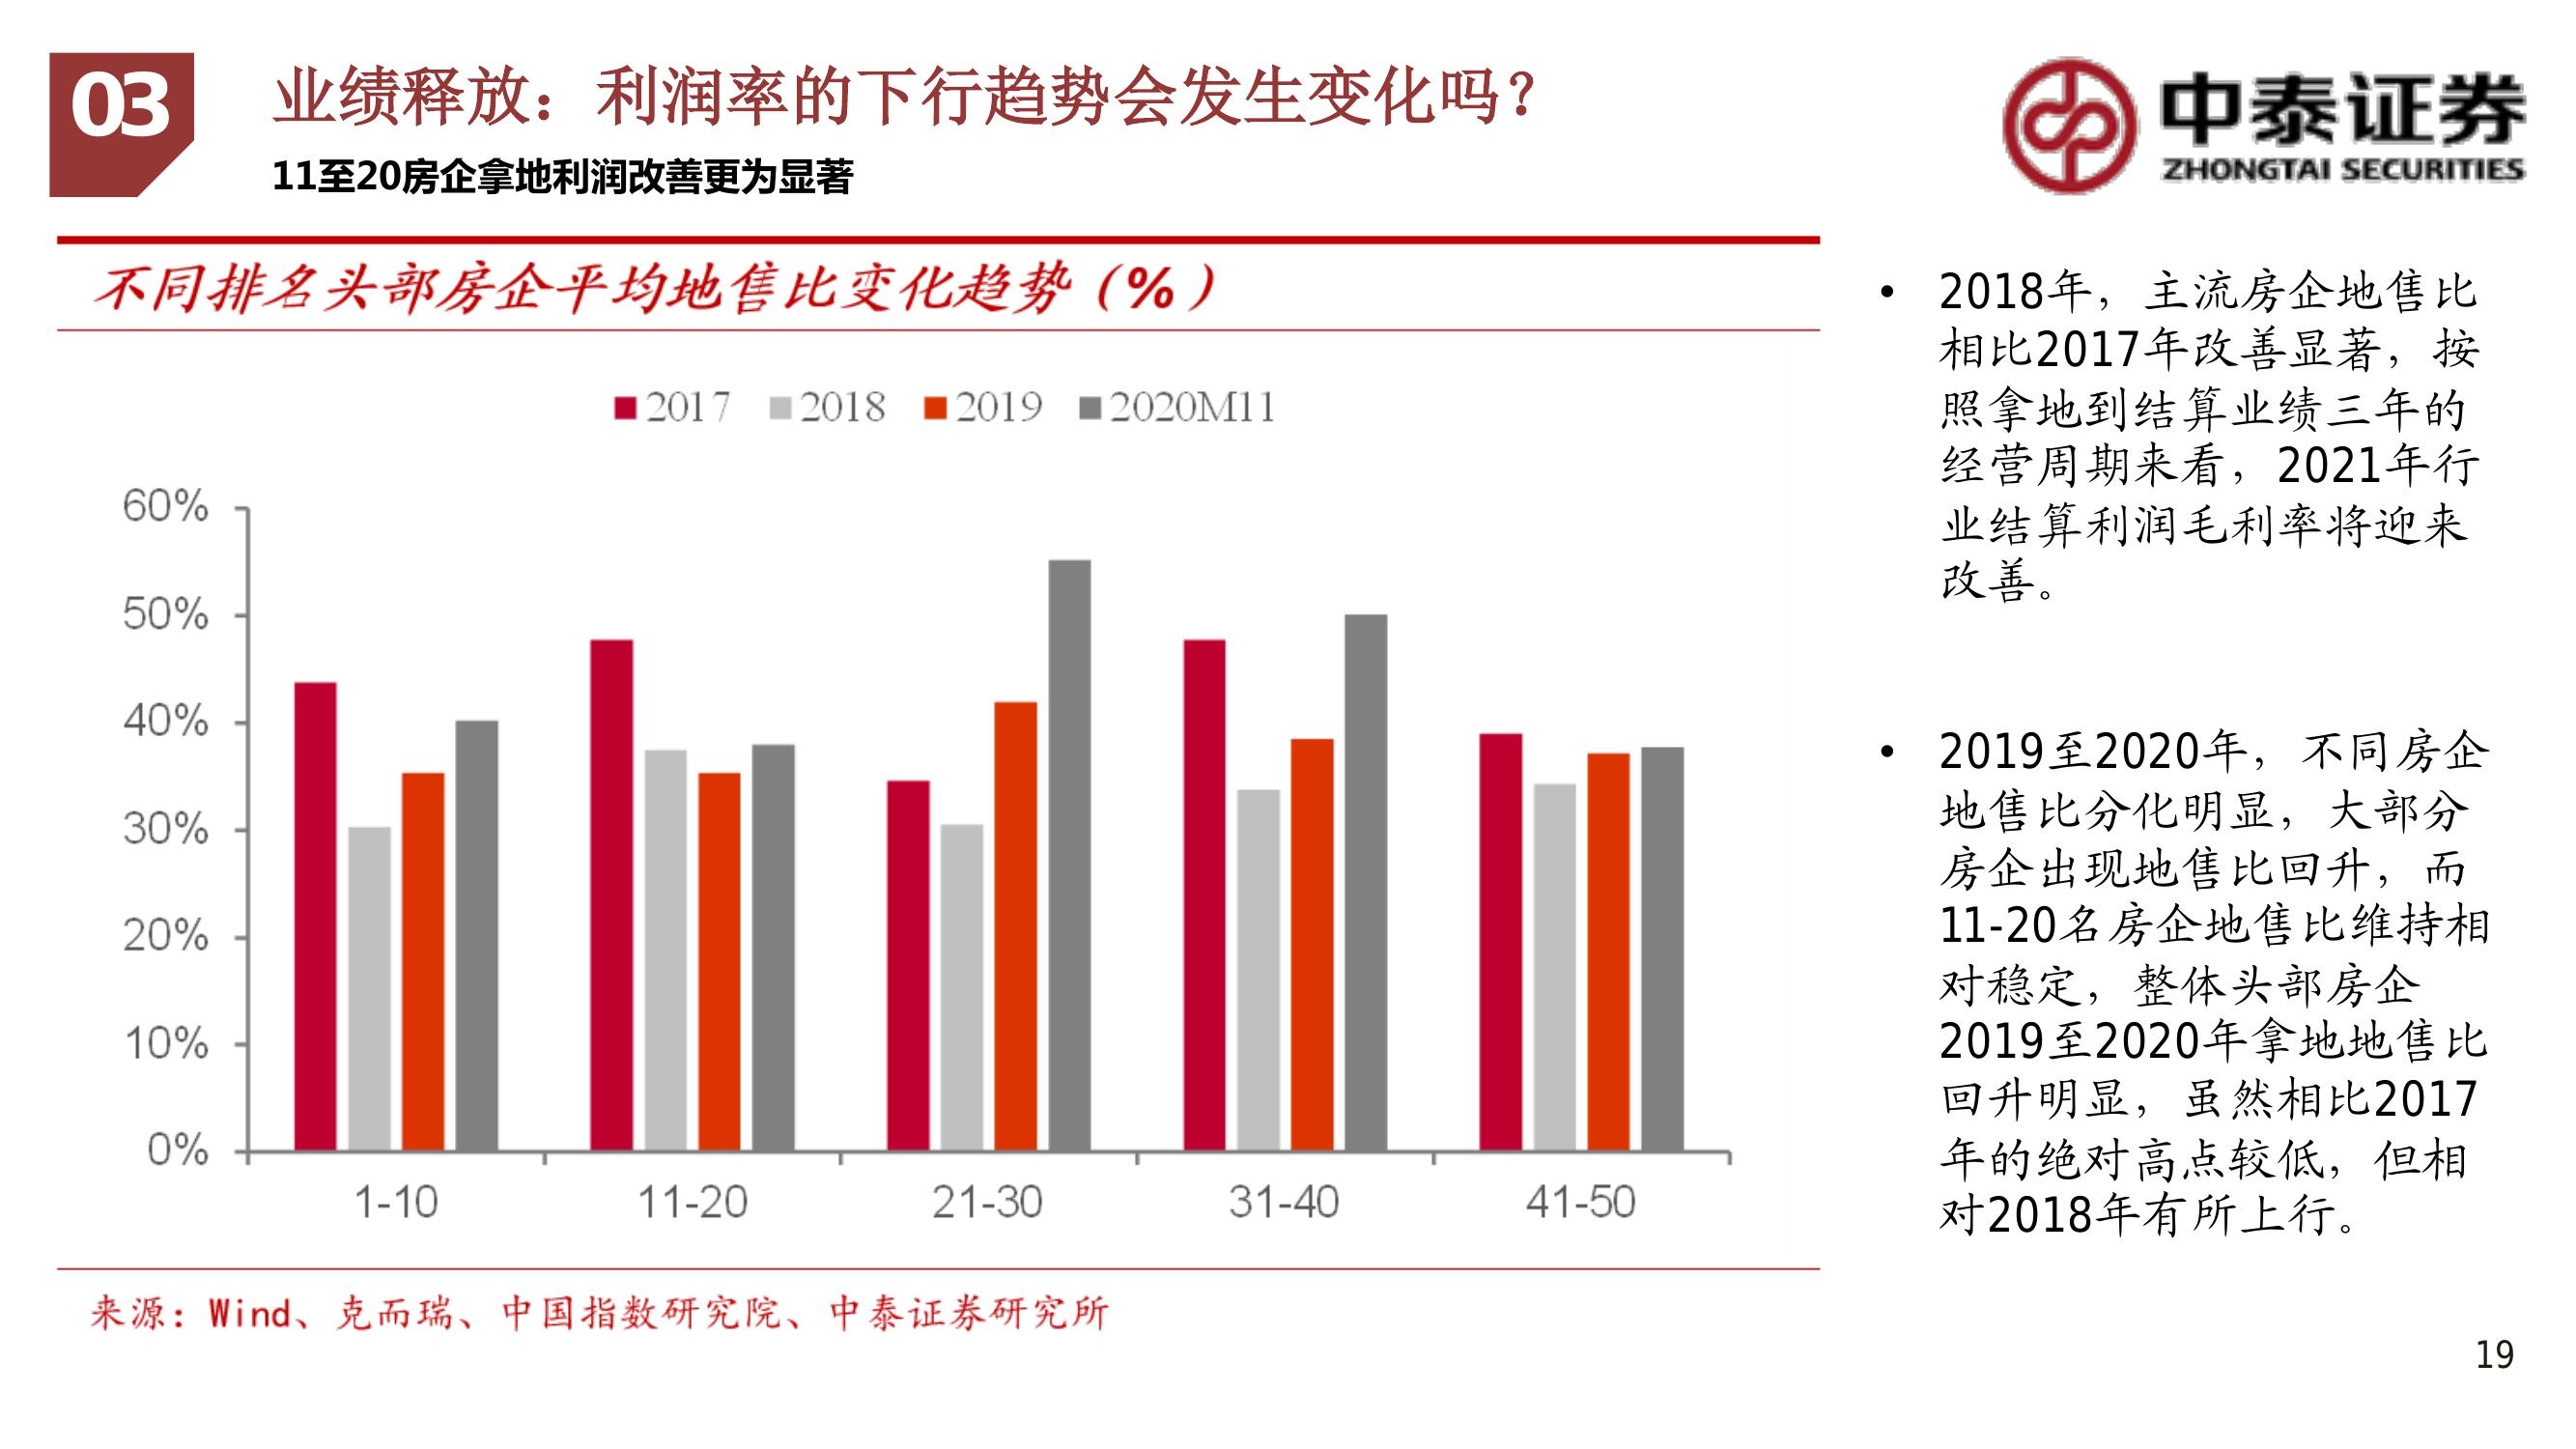 03
业绩释放：利润率的下行趋势会发生变化吗？
11至20房企拿地利润改善更为显著
中泰证券
ZHONGTAI SECURITIES
不同排名头部房企平均地售比变化趋势（%）
2017 2018 2019 2020M11
60%
50%
40%
30%
20%
10%
0%
1-10 11-20 21-30 31-40 41-50
来源：Wind、克而瑞、中国指数研究院、中泰证券研究所
• 2018年，主流房企地售比
相比2017年改善显著，按
照拿地到结算业绩三年的
经营周期来看，2021年行
业结算利润毛利率将迎来
改善。
• 2019至2020年，不同房企
地售比分化明显，大部分
房企出现地售比回升，而
11-20名房企地售比维持相
对稳定，整体头部房企
2019至2020年拿地地售比
回升明显，虽然相比2017
年的绝对高点较低，但相
对2018年有所上行。
19